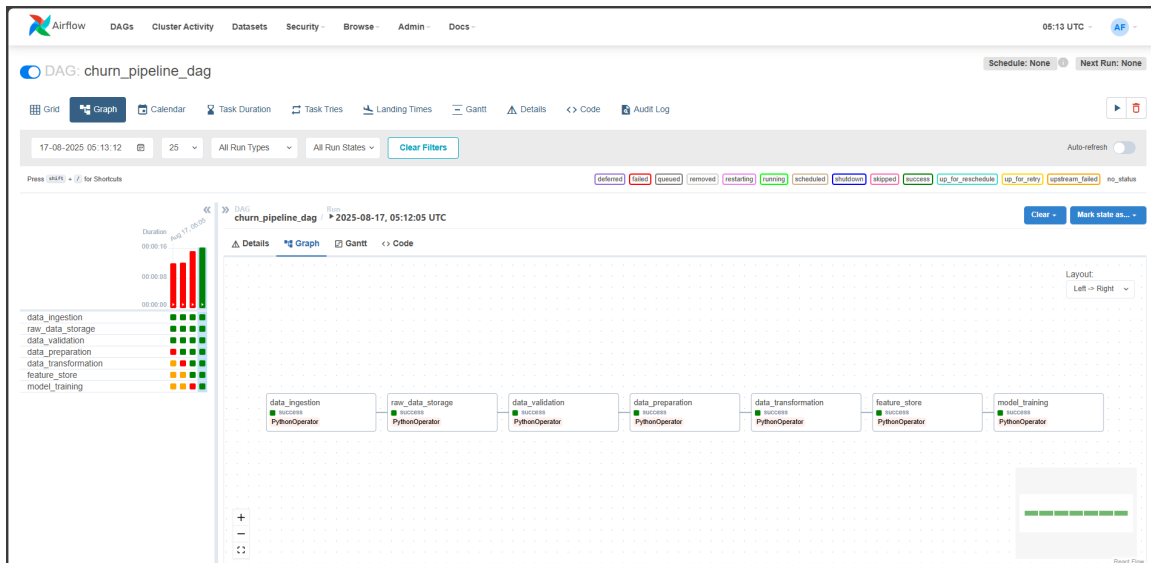 Airflow DAGs Cluster Activity Datasets Security Browse Admin Docs 05:13 UTC AF
DAG: churn_pipeline_dag Schedule: None Next Run: None
Grid Graph Calendar Task Duration Task Tries Landing Times Gantt Details <> Code Audit Log
17-08-2025 05:13:12 25 All Run Types All Run States Clear Filters Auto-refresh
Press shift + / for Shortcuts deferred failed queued removed restarting running scheduled shutdown skipped success up_for_reschedule up_for_retry upstream_failed no_status
DAG Run
churn_pipeline_dag / 2025-08-17, 05:12:05 UTC Clear Mark state as...
Details Graph Gantt <> Code
Duration Aug 17, 05:05
00:00:16
00:00:08
00:00:00
Layout:
Left -> Right
data_ingestion
raw_data_storage
data_validation
data_preparation
data_transformation
feature_store
model_training
data_ingestion raw_data_storage data_validation data_preparation data_transformation feature_store model_training
success success success success success success success
PythonOperator PythonOperator PythonOperator PythonOperator PythonOperator PythonOperator PythonOperator
React Flow